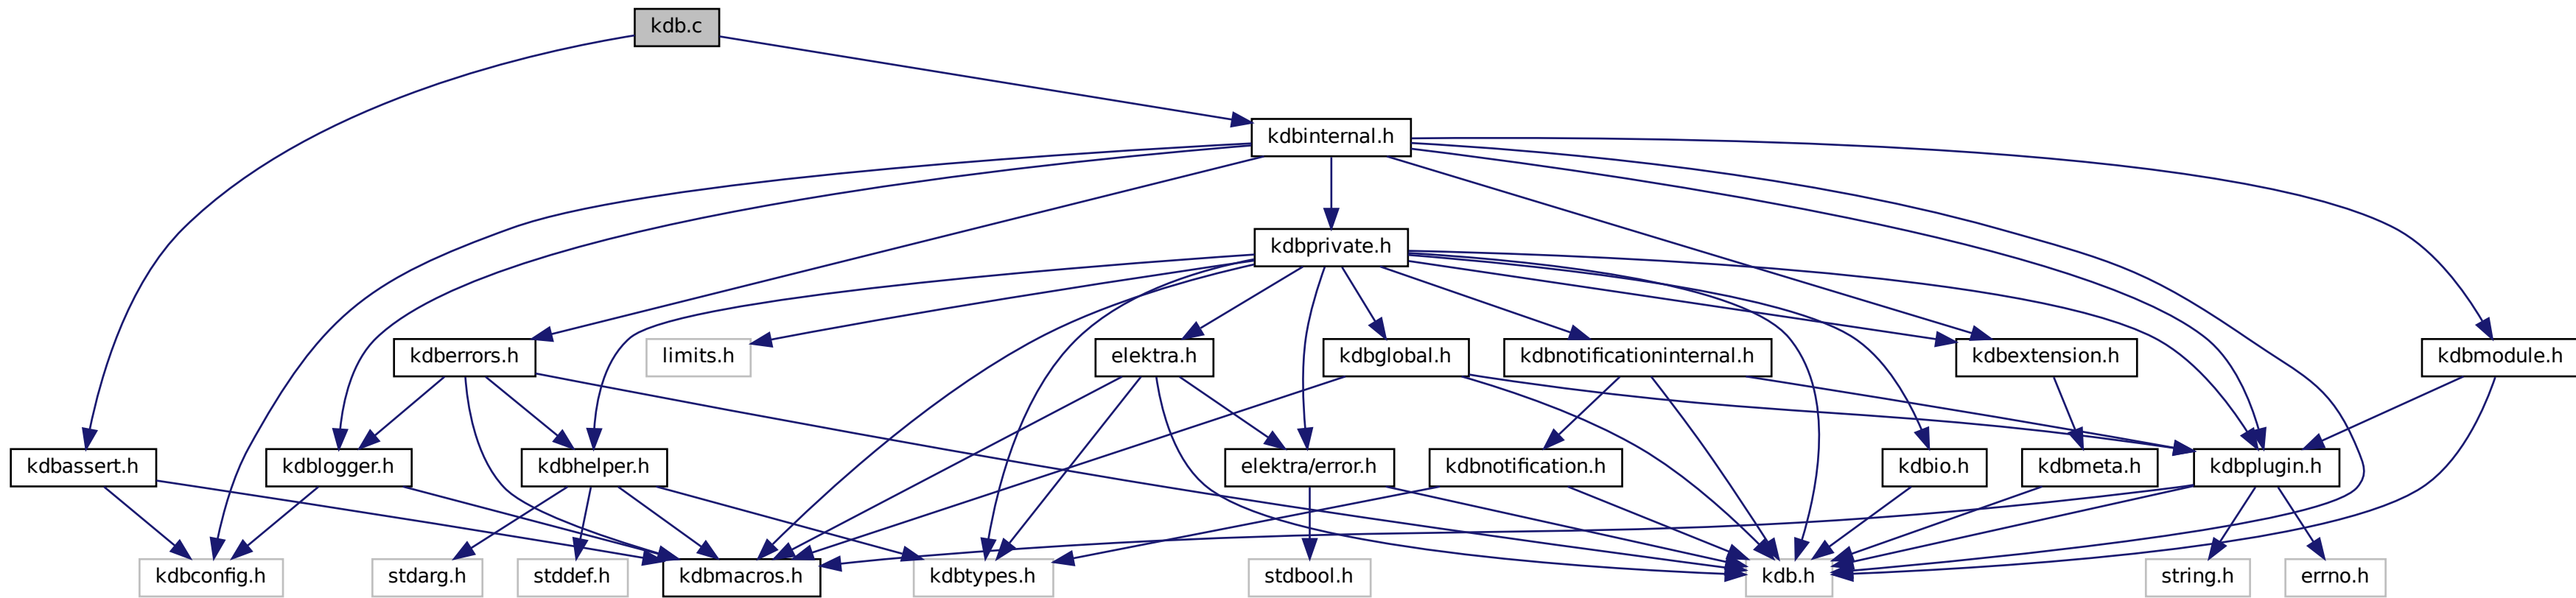 kdb.c
kdbinternal.h
kdbprivate.h
kdberrors.h
limits.h
elektra.h
kdbglobal.h
kdbnotificationinternal.h
kdbextension.h
kdbmodule.h
kdbassert.h
kdblogger.h
kdbhelper.h
elektra/error.h
kdbnotification.h
kdbio.h
kdbmeta.h
kdbplugin.h
kdbconfig.h
stdarg.h
stddef.h
kdbmacros.h
kdbtypes.h
stdbool.h
kdb.h
string.h
errno.h